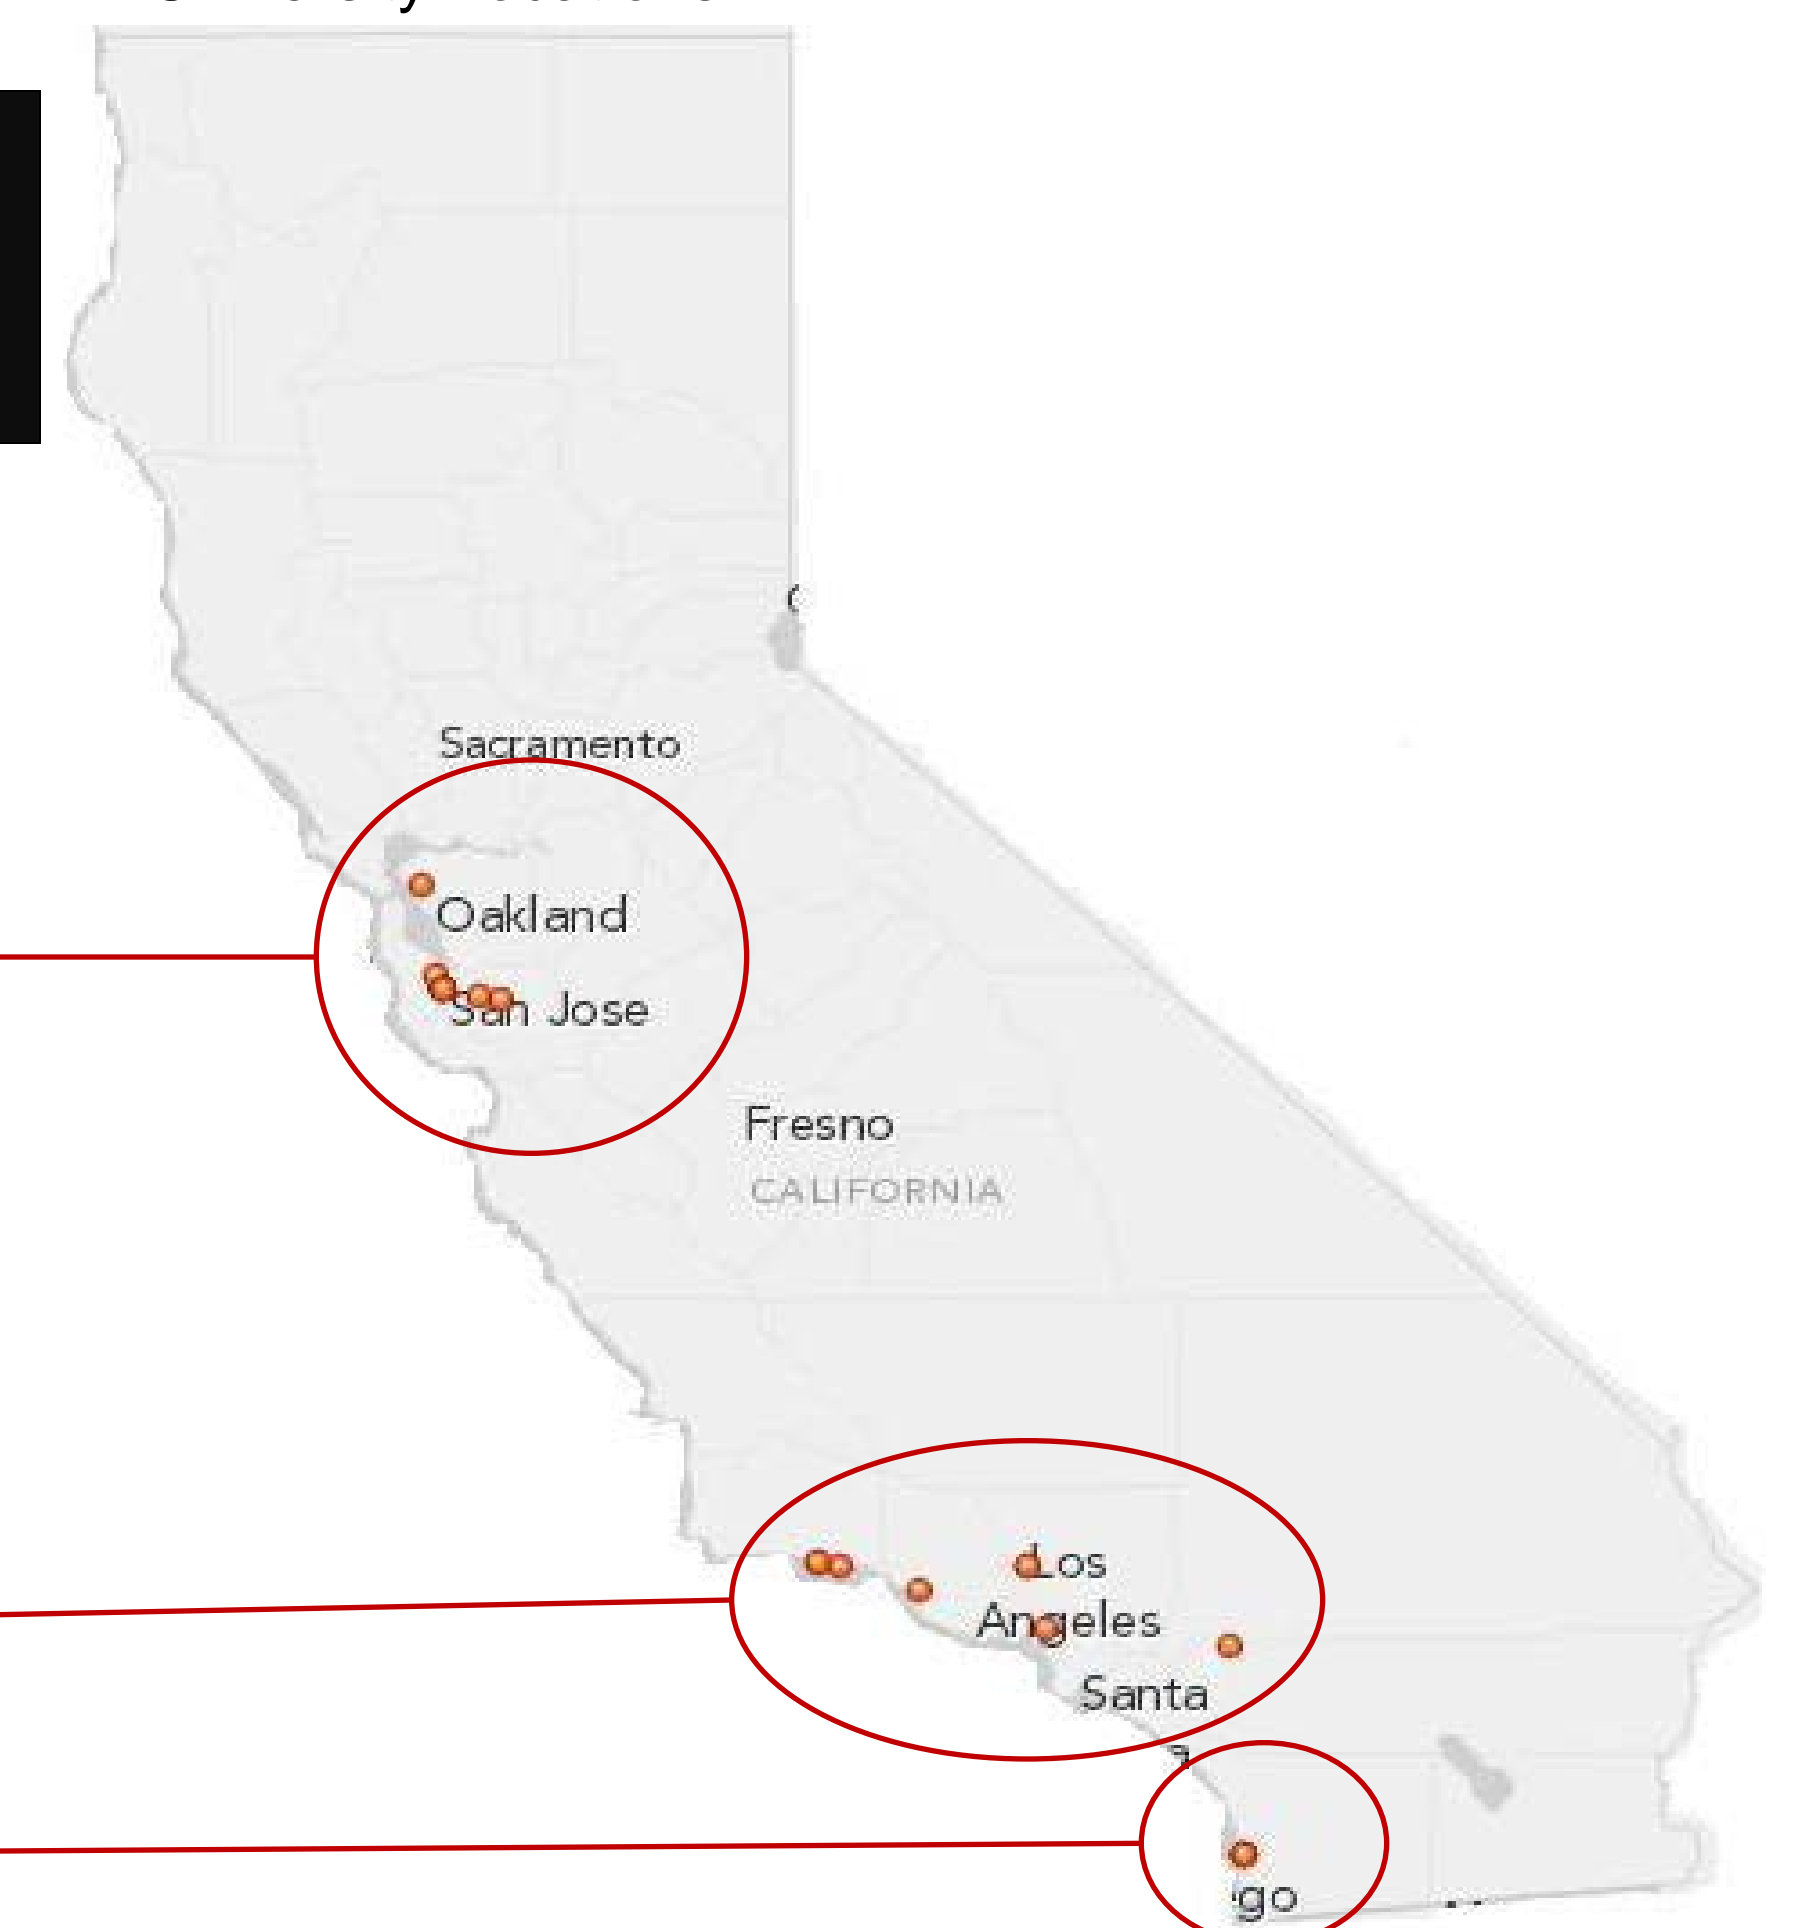 Sacramento
Oakland
San Jose
Fresno
CALIFORNIA
Los
Angeles
Santa
go